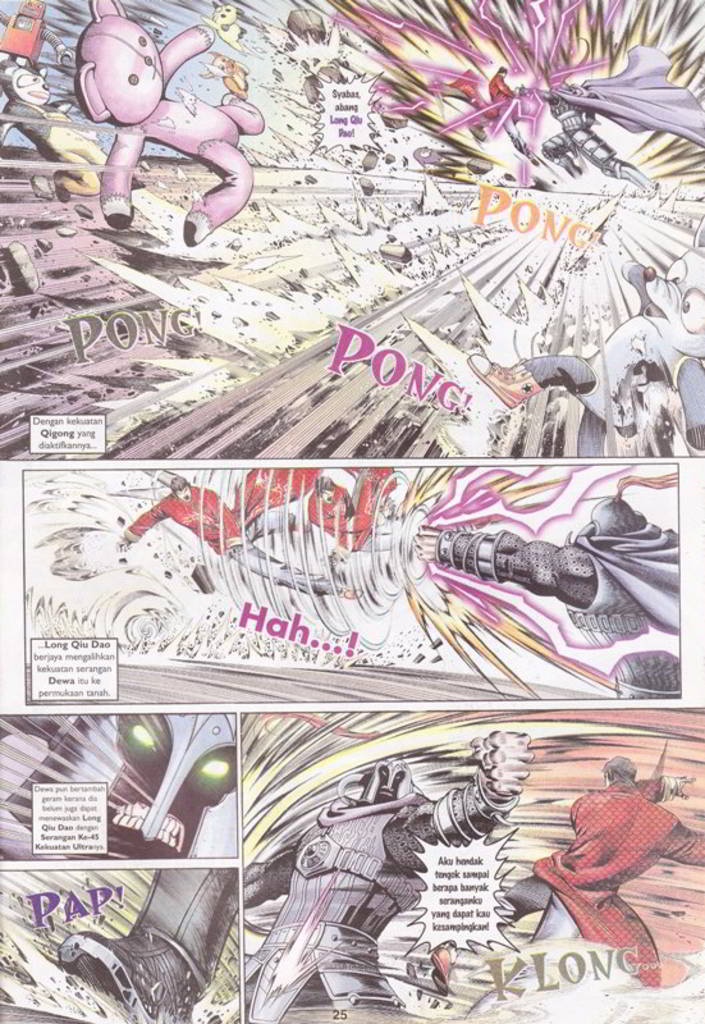 Syabas,
abang
Long Qiu
Dao!
PONG!
PONG!
PONG!
Dengan kekuatan
Qigong yang
diaktifkannya...
Hah...!
...Long Qiu Dao
berjaya mengalihkan
kekuatan serangan
Dewa itu ke
permukaan tanah.
Dewa pun bertambah
geram kerana dia
belum juga dapat
menewaskan Long
Qiu Dao dengan
Serangan Ke-45
Kekuatan Ultranya.
PAP!
Aku hendak
tengok sampai
berapa banyak
seranganku
yang dapat kau
kesampingkan!
KLONG...
25